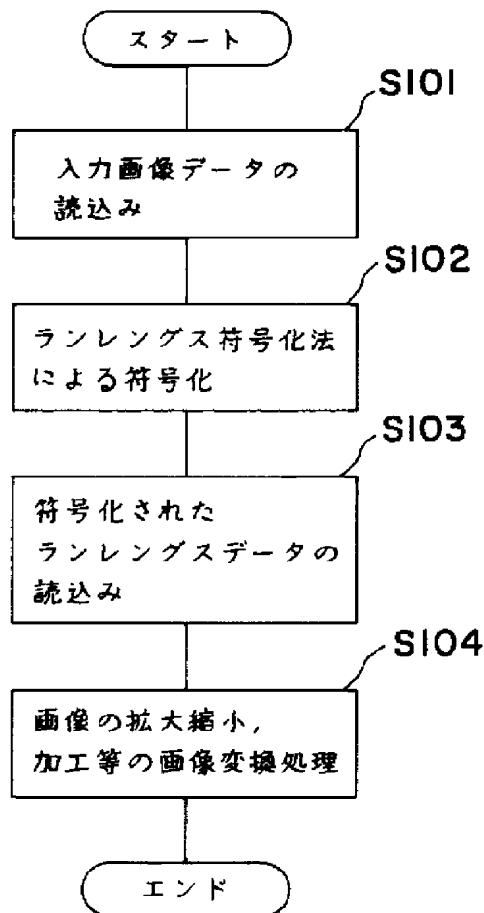 スタート
S101
入力画像データの
読込み
S102
ランレングス符号化法
による符号化
S103
符号化された
ランレングスデータの
読込み
S104
画像の拡大縮小,
加工等の画像変換処理
エンド